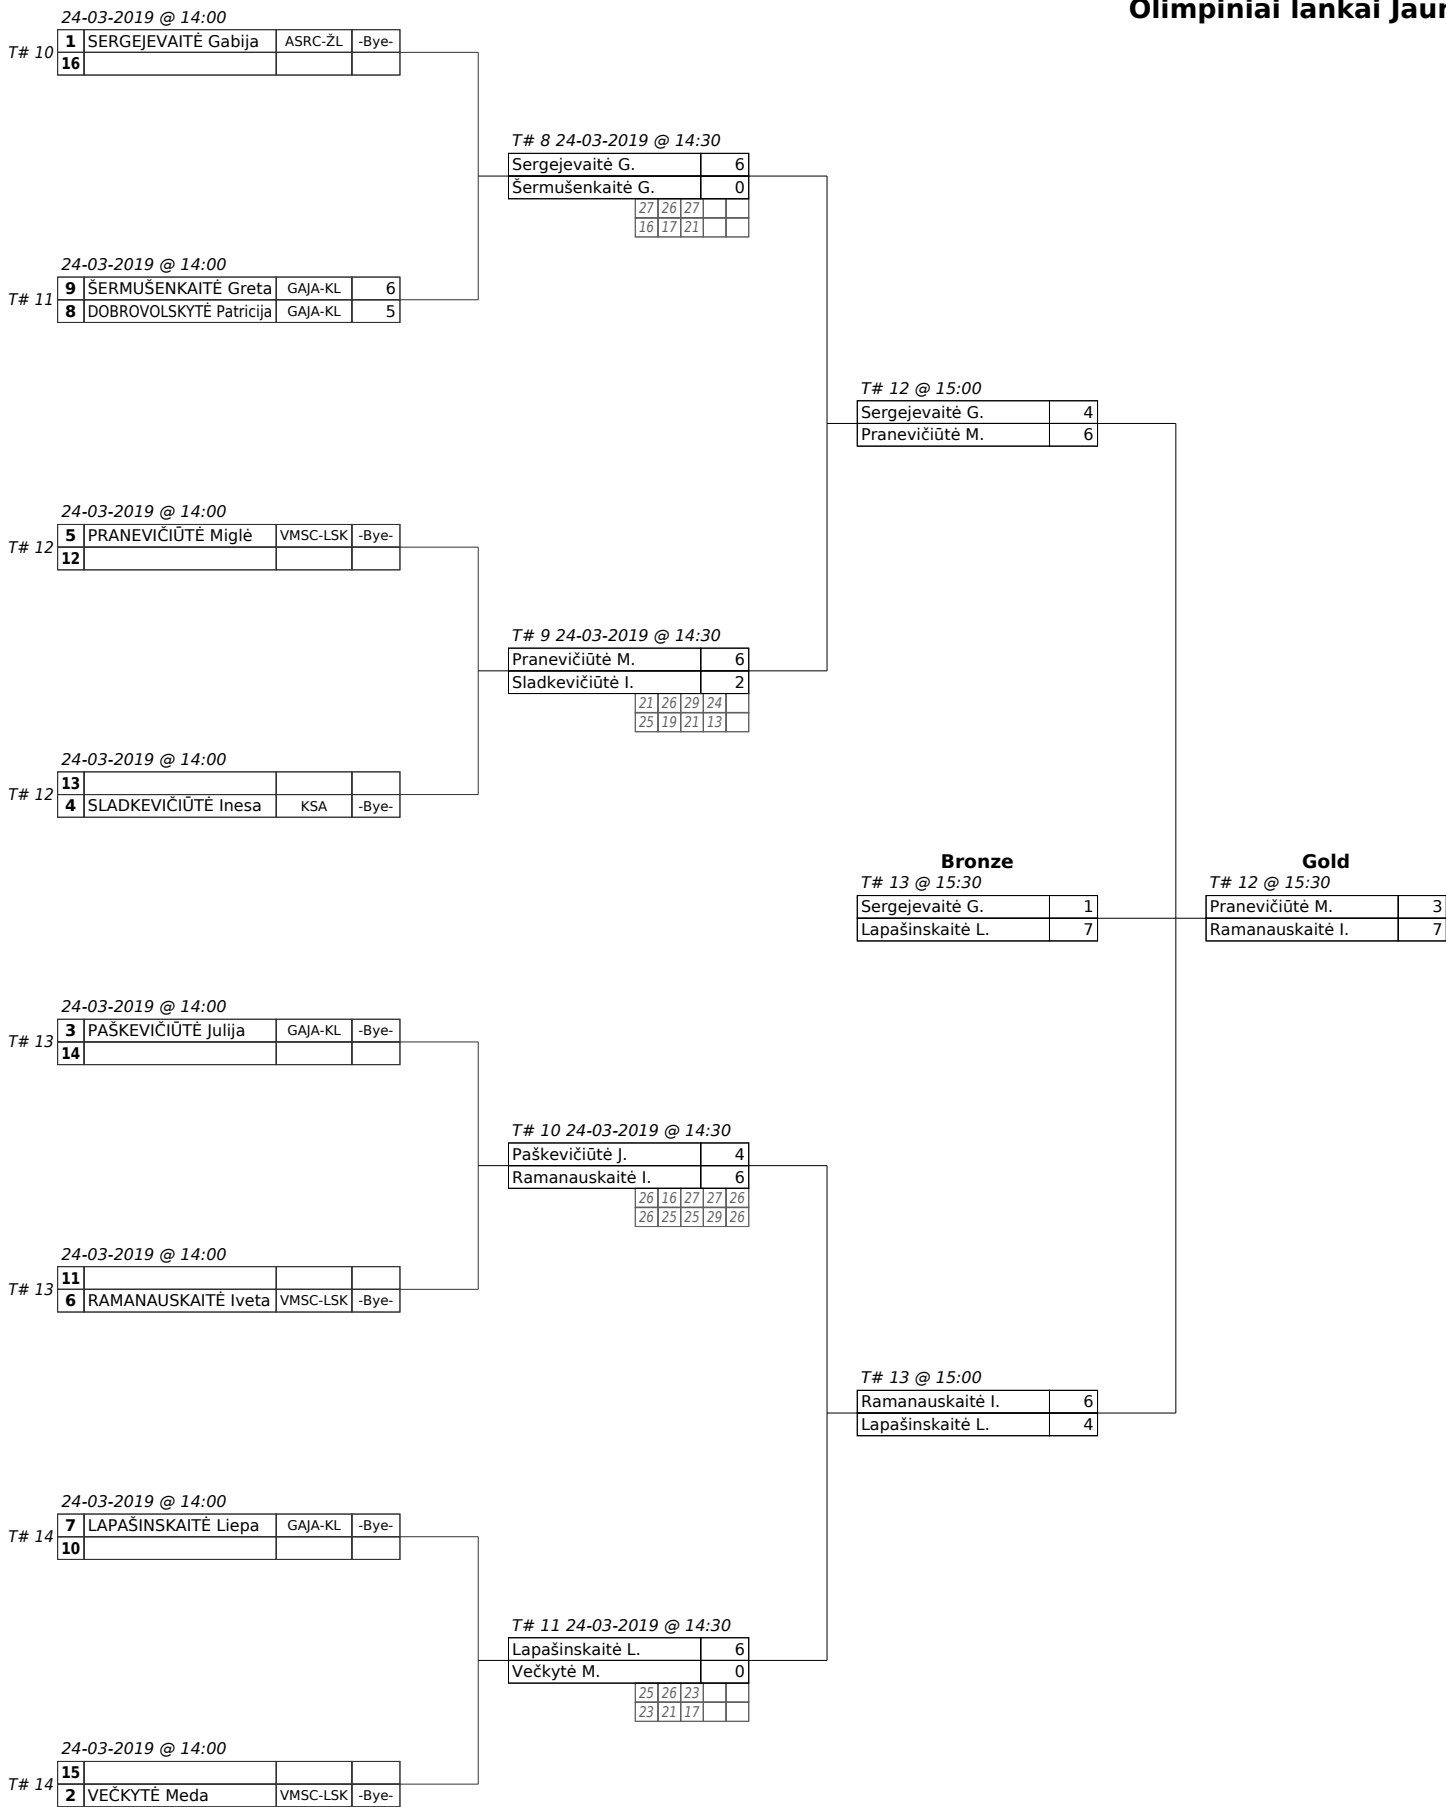 Olimpiniai lankai Jaun
24-03-2019 @ 14:00
T# 10
1 SERGEJEVAITĖ Gabija ASRC-ŽL -Bye-
16
T# 8 24-03-2019 @ 14:30
Sergejevaitė G. 6
Šermušenkaitė G. 0
27 26 27
16 17 21
24-03-2019 @ 14:00
T# 11
9 ŠERMUŠENKAITĖ Greta GAJA-KL 6
8 DOBROVOLSKYTĖ Patricija GAJA-KL 5
T# 12 @ 15:00
Sergejevaitė G. 4
Pranevičiūtė M. 6
24-03-2019 @ 14:00
T# 12
5 PRANEVIČIŪTĖ Miglė VMSC-LSK -Bye-
12
T# 9 24-03-2019 @ 14:30
Pranevičiūtė M. 6
Sladkevičiūtė I. 2
21 26 29 24
25 19 21 13
24-03-2019 @ 14:00
T# 12
13
4 SLADKEVIČIŪTĖ Inesa KSA -Bye-
Bronze
T# 13 @ 15:30
Sergejevaitė G. 1
Lapašinskaitė L. 7
Gold
T# 12 @ 15:30
Pranevičiūtė M. 3
Ramanauskaitė I. 7
24-03-2019 @ 14:00
T# 13
3 PAŠKEVIČIŪTĖ Julija GAJA-KL -Bye-
14
T# 10 24-03-2019 @ 14:30
Paškevičiūtė J. 4
Ramanauskaitė I. 6
26 16 27 27 26
26 25 25 29 26
24-03-2019 @ 14:00
T# 13
11
6 RAMANAUSKAITĖ Iveta VMSC-LSK -Bye-
T# 13 @ 15:00
Ramanauskaitė I. 6
Lapašinskaitė L. 4
24-03-2019 @ 14:00
T# 14
7 LAPAŠINSKAITĖ Liepa GAJA-KL -Bye-
10
T# 11 24-03-2019 @ 14:30
Lapašinskaitė L. 6
Večkytė M. 0
25 26 23
23 21 17
24-03-2019 @ 14:00
T# 14
15
2 VEČKYTĖ Meda VMSC-LSK -Bye-